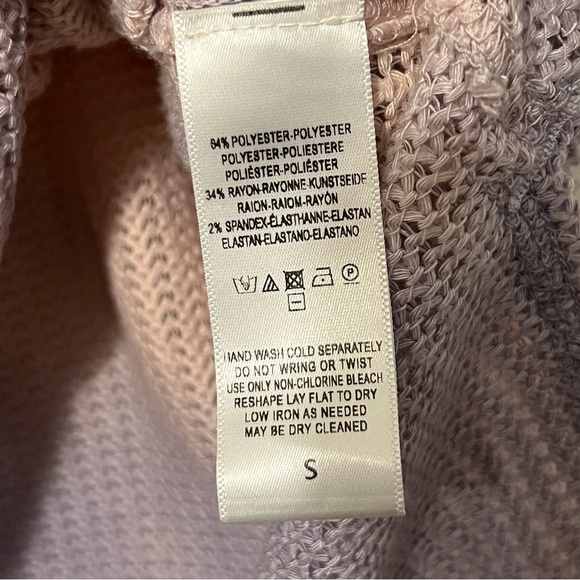 64% POLYESTER-POLYESTER
POLYESTER-POLIESTERE
POLIÉSTER-POLIÉSTER
34% RAYON-RAYONNE-KUNSTSEIDE
RAION-RAIOM-RAYÓN
2% SPANDEX-ÉLASTHANNE-ELASTAN
ELASTAN-ELASTANO-ELASTANO
P
HAND WASH COLD SEPARATELY
DO NOT WRING OR TWIST
USE ONLY NON-CHLORINE BLEACH
RESHAPE LAY FLAT TO DRY
LOW IRON AS NEEDED
MAY BE DRY CLEANED
S